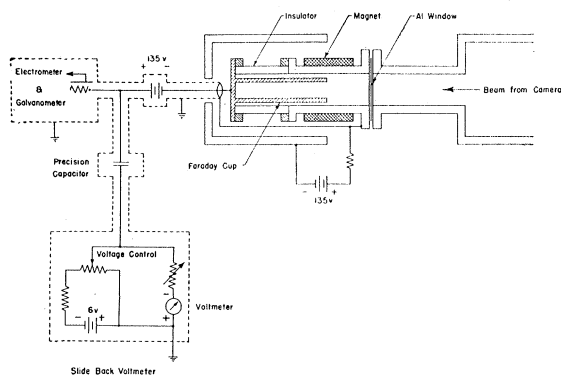 Insulator
Magnet
Al Window
135 v
+ -
Electrometer
&
Galvanometer
Beam from Camera
Precision
Capacitor
Faraday Cup
- +
135 v
Voltage Control
-
+
Voltmeter
6v
- +
Slide Back Voltmeter